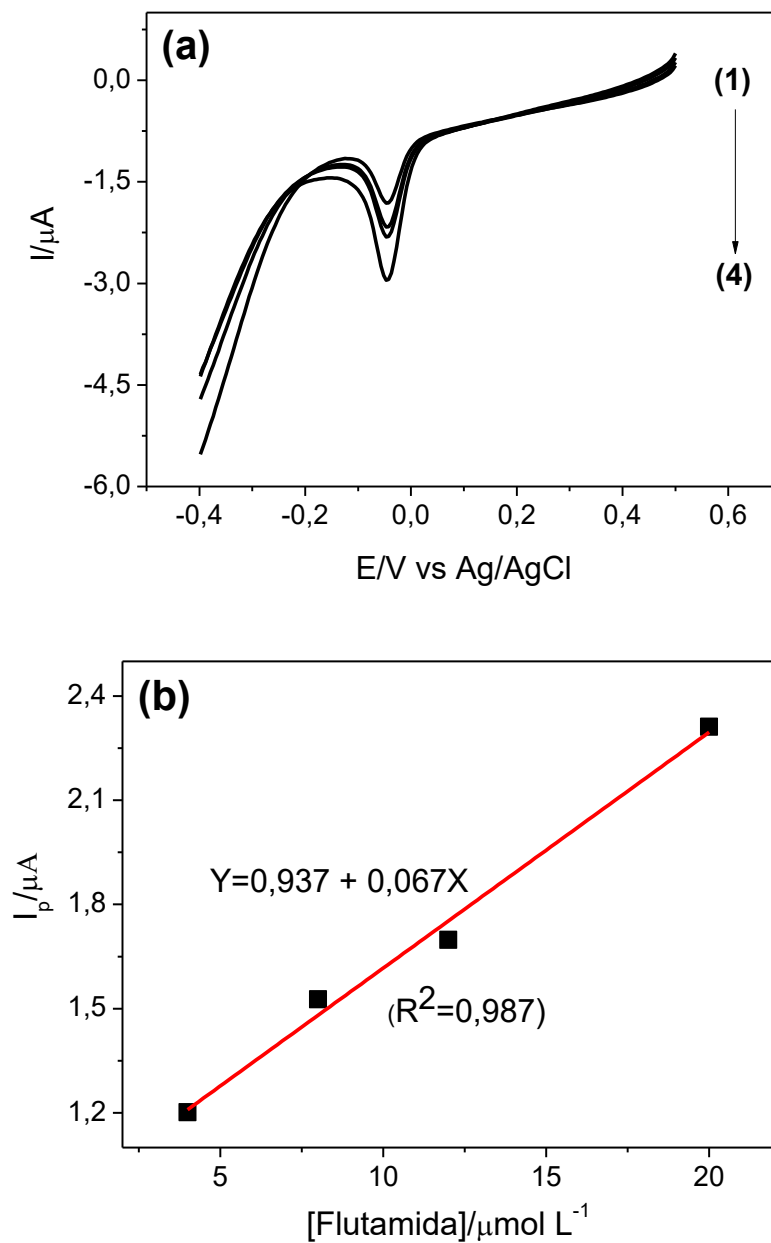 (a)
0,0
-1,5
-3,0
-4,5
-6,0
I/μA
(1)
(4)
-0,4 -0,2 0,0 0,2 0,4 0,6
E/V vs Ag/AgCl
(b)
2,4
2,1
1,8
1,5
1,2
Ip/μA
Y=0,937 + 0,067X
(R²=0,987)
5 10 15 20
[Flutamida]/μmol L⁻¹